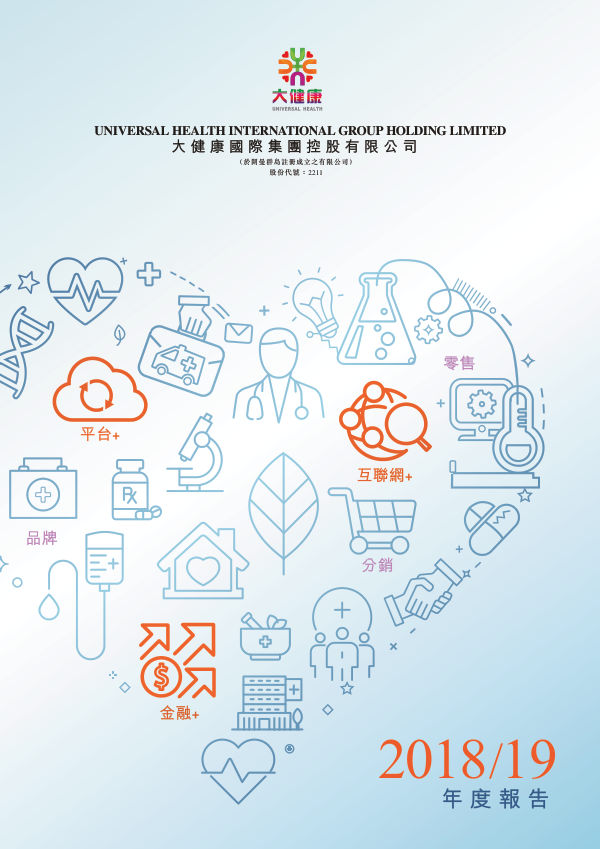 大健康
UNIVERSAL HEALTH
UNIVERSAL HEALTH INTERNATIONAL GROUP HOLDING LIMITED
大健康國際集團控股有限公司
(於開曼群島註冊成立之有限公司)
股份代號：2211
零售
平台+
互聯網+
Rx
品牌
分銷
$
金融+
2018/19
年度報告